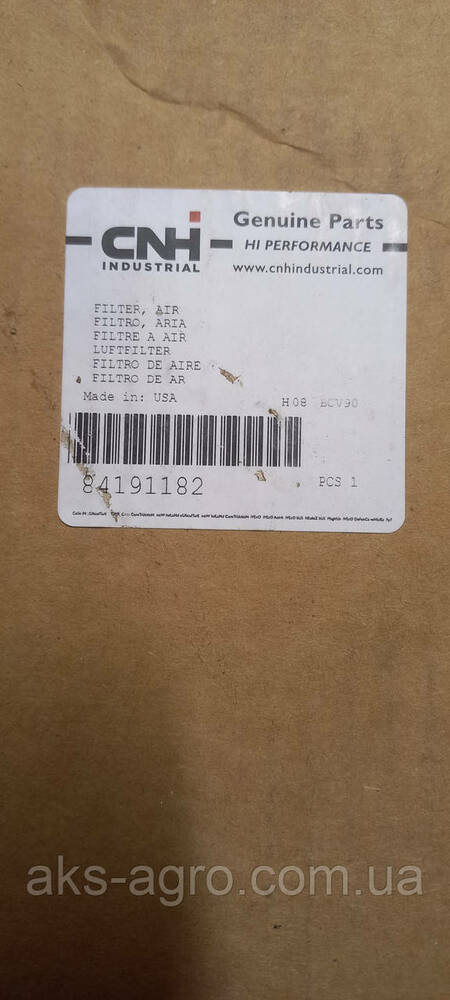 CNH
INDUSTRIAL
Genuine Parts
HI PERFORMANCE
www.cnhindustrial.com
FILTER, AIR
FILTRO, ARIA
FILTRE A AIR
LUFTFILTER
FILTRO DE AIRE
FILTRO DE AR
Made in: USA
H08 BCV90
84191182
PCS 1
aks-agro.com.ua